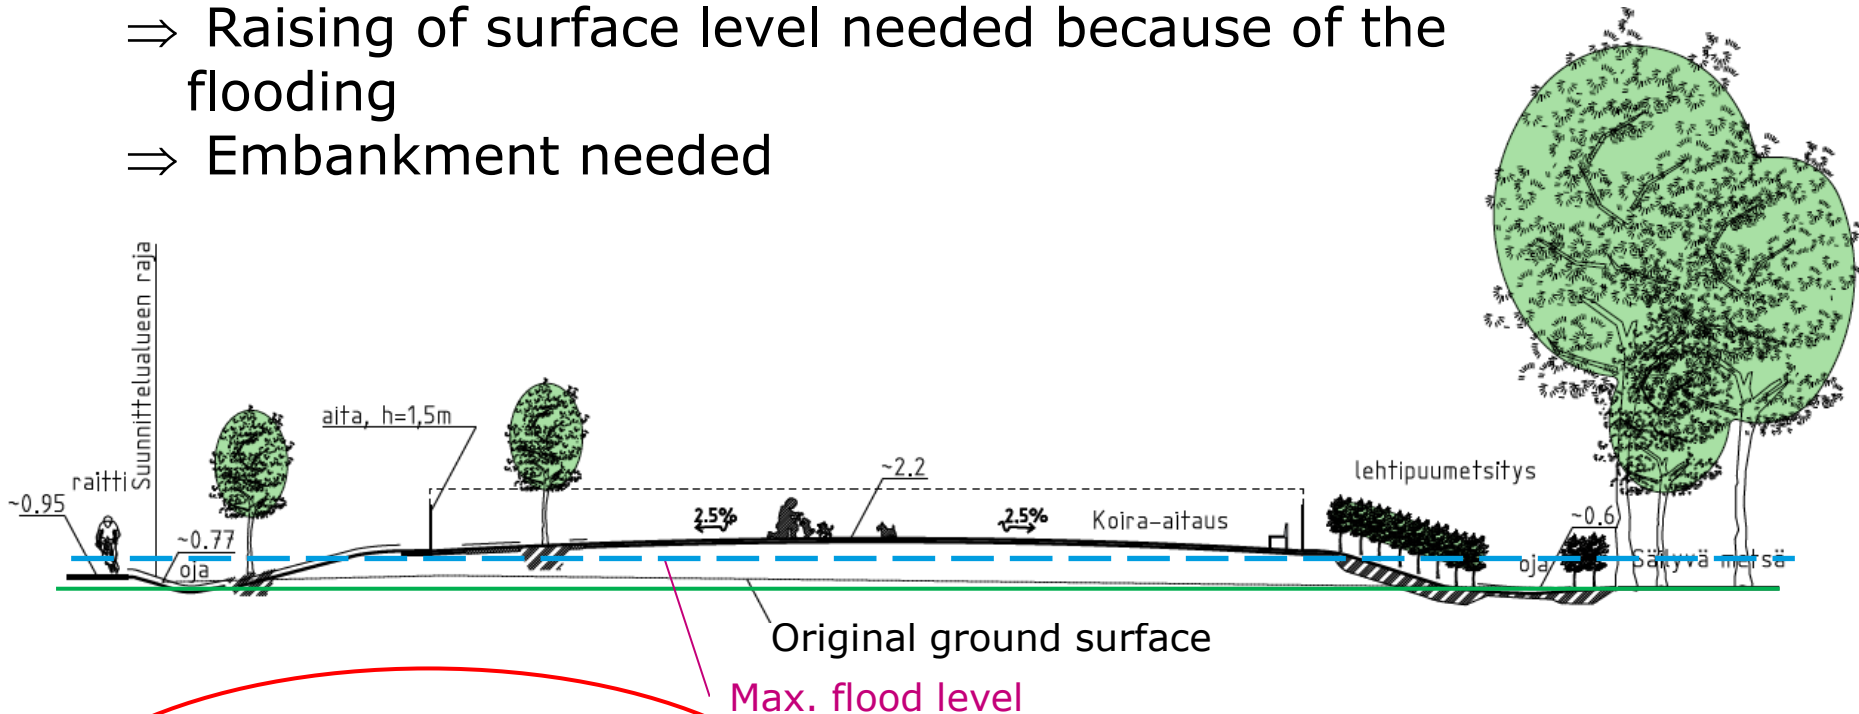 ⇒ Raising of surface level needed because of the
flooding
⇒ Embankment needed
Suunnittelualueen raja
raitti
~0.95
~0.77
oja
aita, h=1,5m
2.5%
~2.2
2.5%
Koira-aitaus
lehtipuumetsitys
~0.6
oja
Säilyvä metsä
Original ground surface
Max. flood level